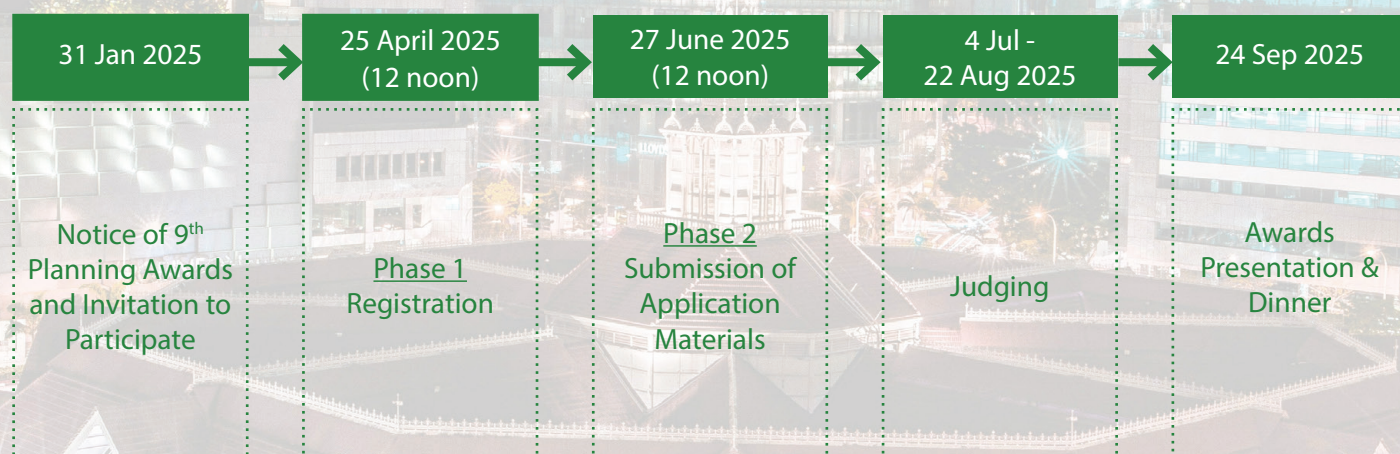 31 Jan 2025
25 April 2025
(12 noon)
27 June 2025
(12 noon)
4 Jul -
22 Aug 2025
24 Sep 2025
Notice of 9th
Planning Awards
and Invitation to
Participate
Phase 1
Registration
Phase 2
Submission of
Application
Materials
Judging
Awards
Presentation &
Dinner